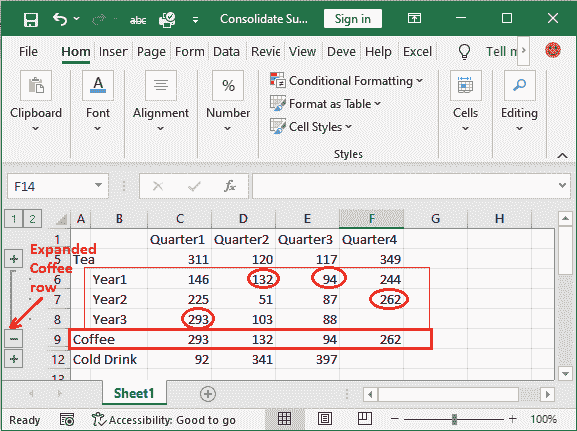 abc Consolidate Su... Sign in
File Hom Inser Page Form Data Revie View Deve Help Excel Tell m
Clipboard Font Alignment % Number Conditional Formatting Format as Table Cell Styles Styles Cells Editing
F14 fx
1 2 A B C D E F G H
1 Quarter1 Quarter2 Quarter3 Quarter4
5 Tea 311 120 117 349
6 Year1 146 132 94 244
7 Year2 225 51 87 262
8 Year3 293 103 88
9 Coffee 293 132 94 262
12 Cold Drink 92 341 397
13
Expanded
Coffee
row
Sheet1
Ready Accessibility: Good to go 100%